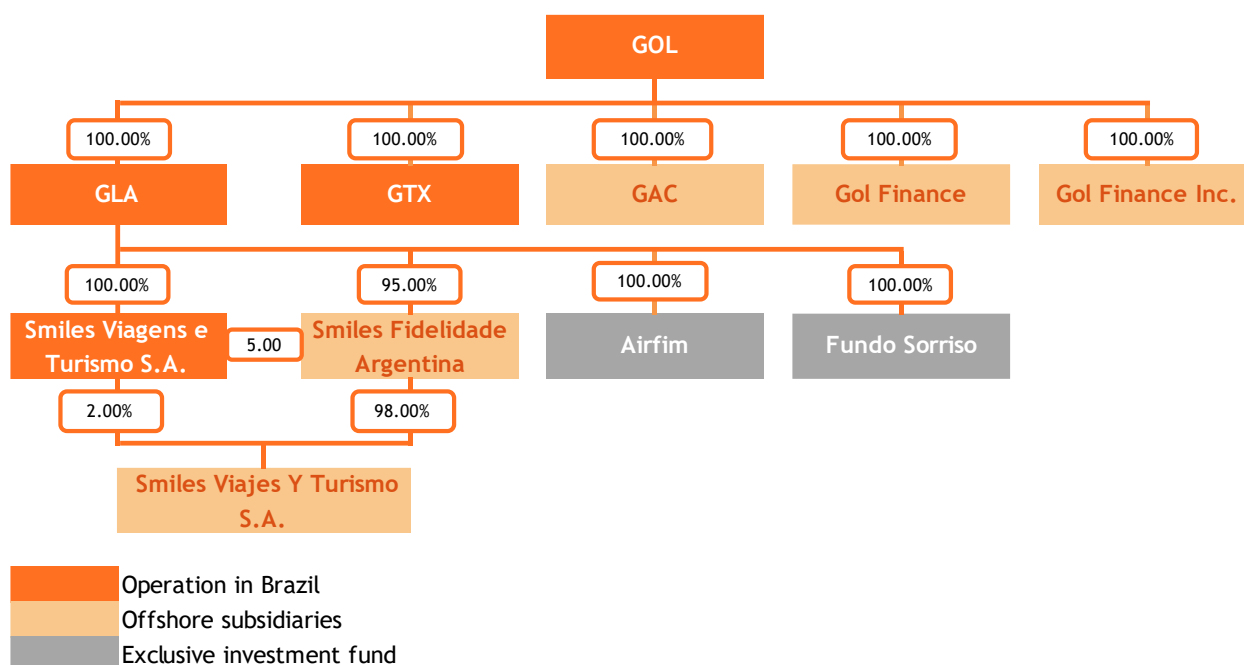 GOL
100.00%
100.00%
100.00%
100.00%
100.00%
GLA
GTX
GAC
Gol Finance
Gol Finance Inc.
100.00%
95.00%
100.00%
100.00%
Smiles Viagens e
Turismo S.A.
5.00
Smiles Fidelidade
Argentina
Airfim
Fundo Sorriso
2.00%
98.00%
Smiles Viajes Y Turismo
S.A.
Operation in Brazil
Offshore subsidiaries
Exclusive investment fund